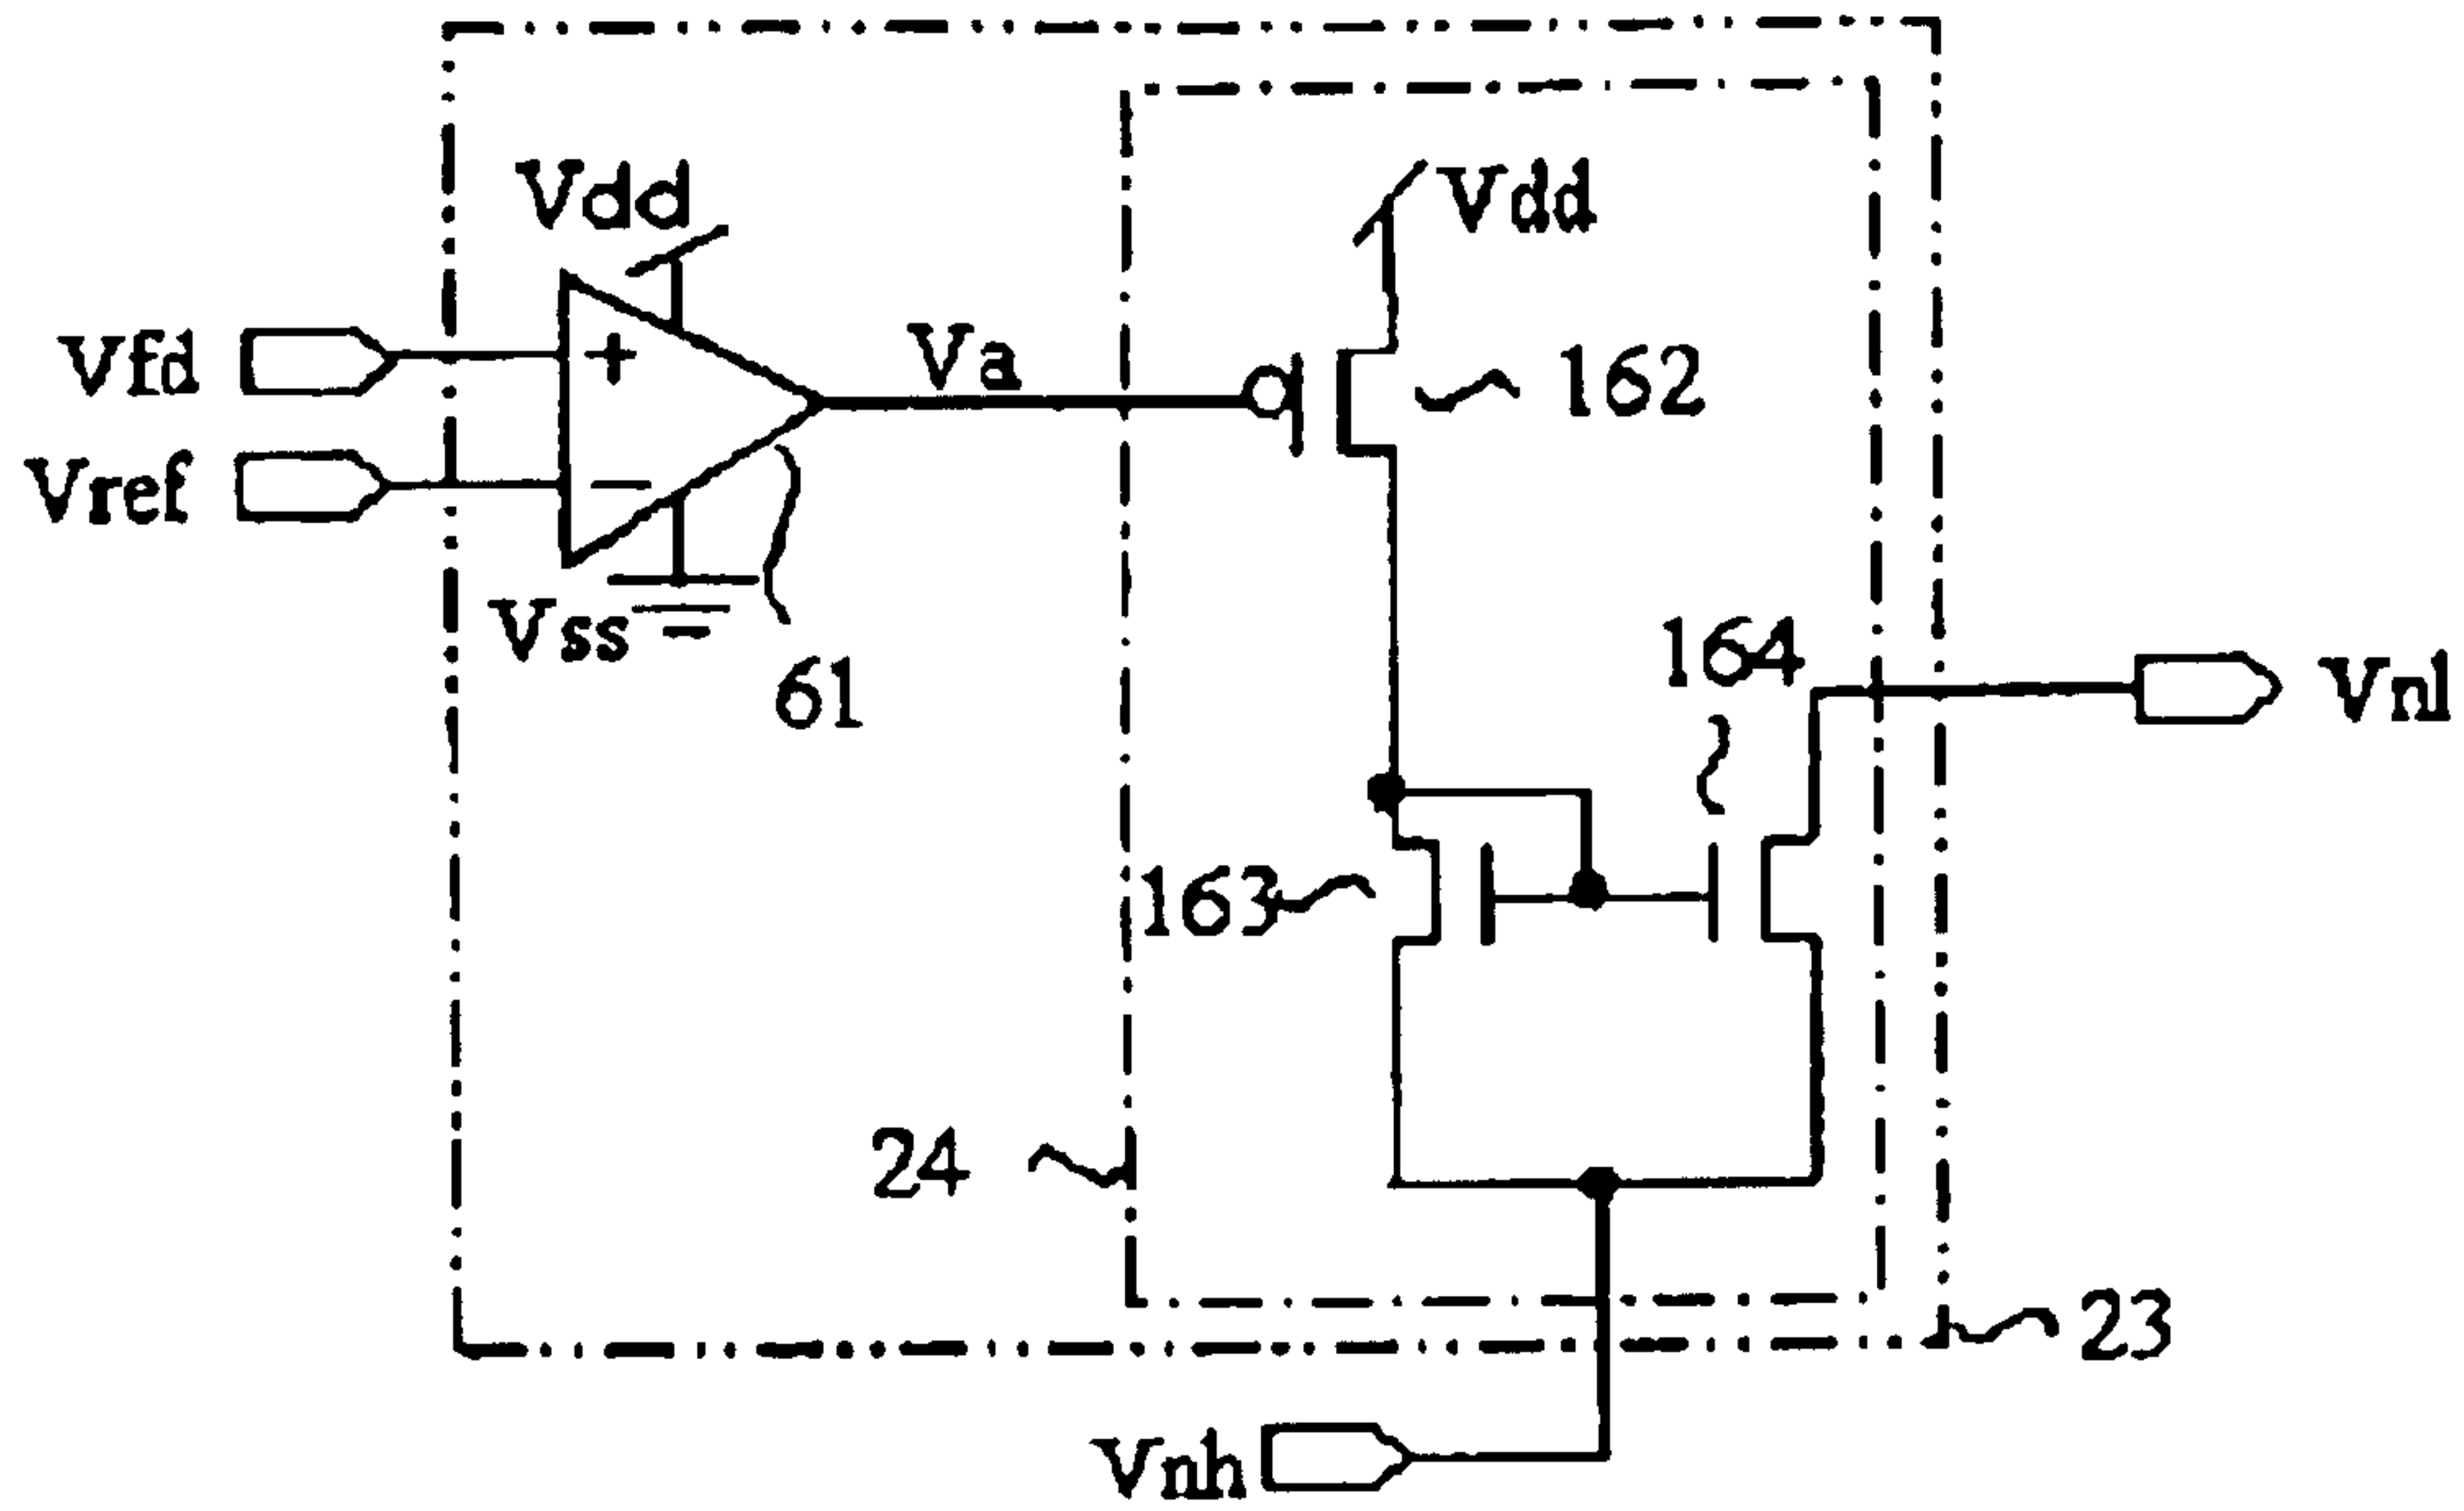 Vdd
Vdd
Vfd
+
Va
162
Vref
−
Vss
61
164
Vnl
163
24
23
Vnh